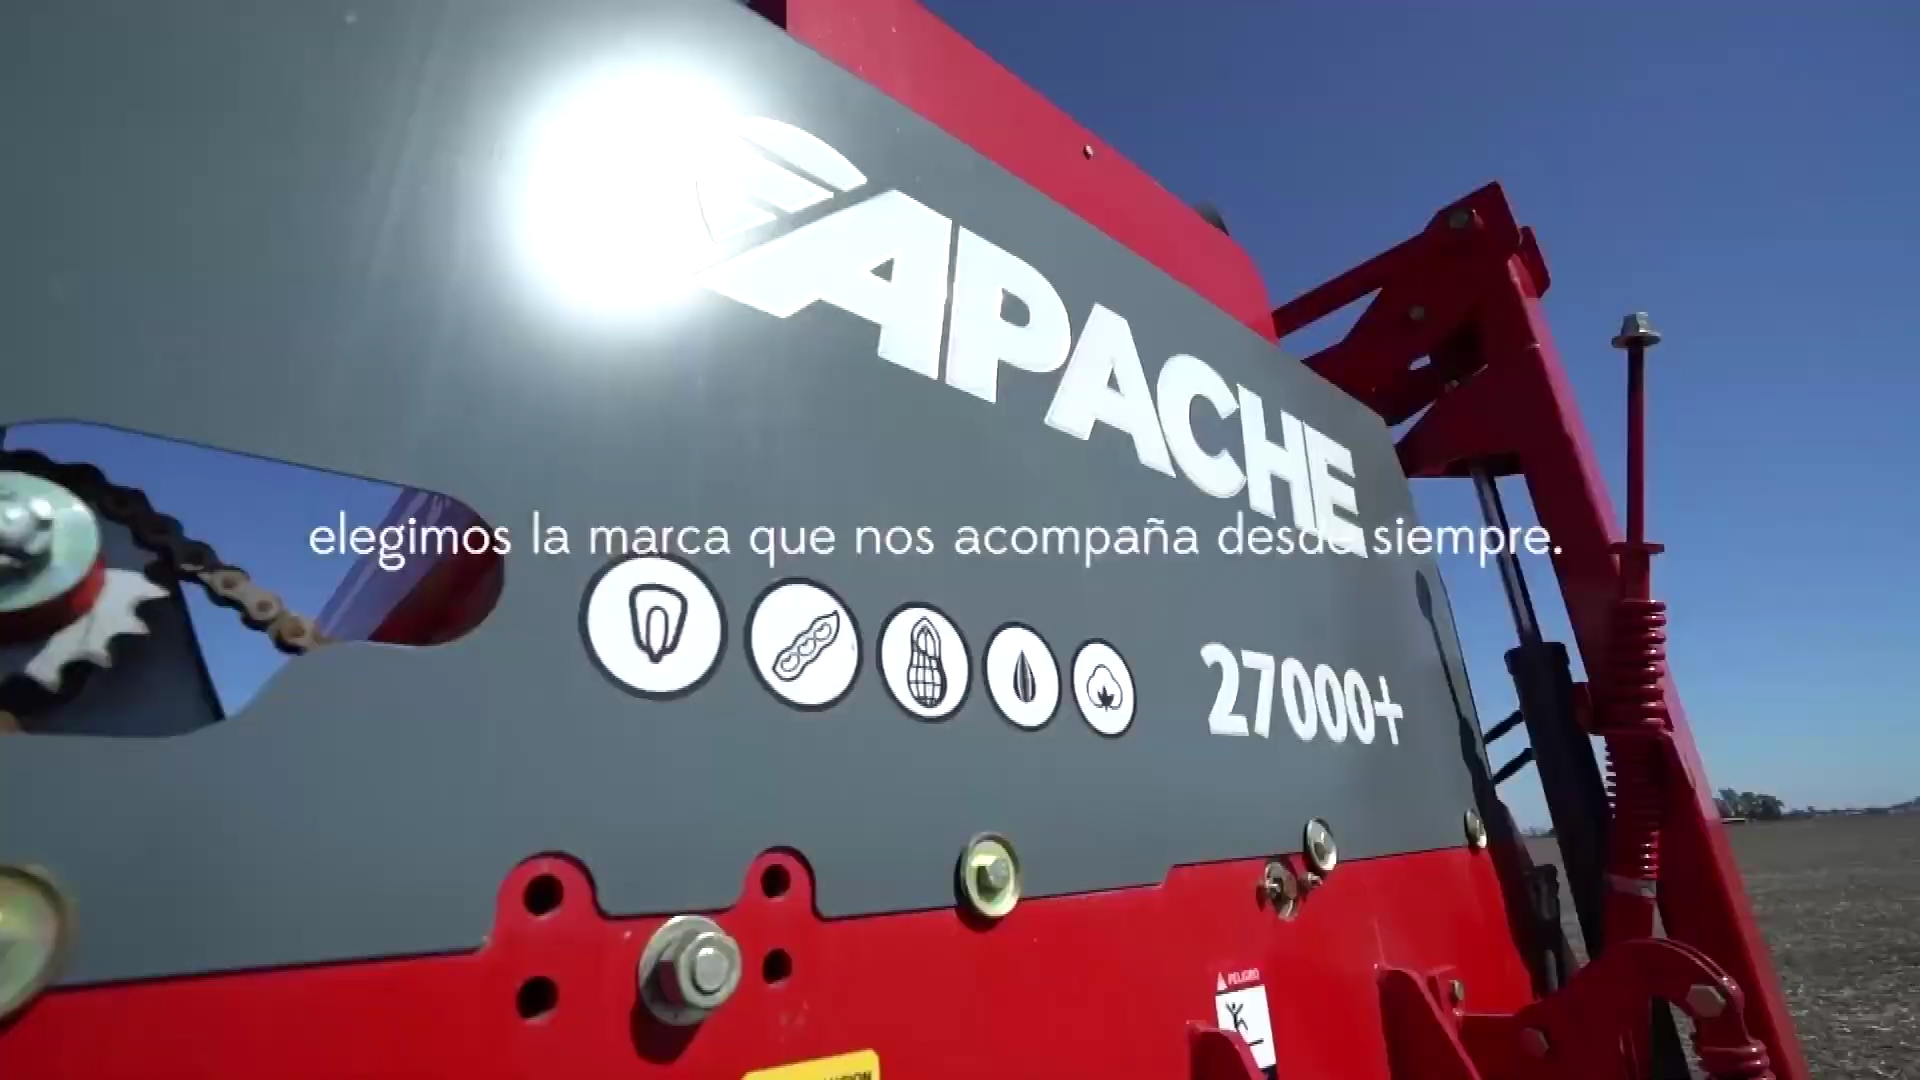 APACHE
elegimos la marca que nos acompaña desde siempre.
27000+
PELIGRO